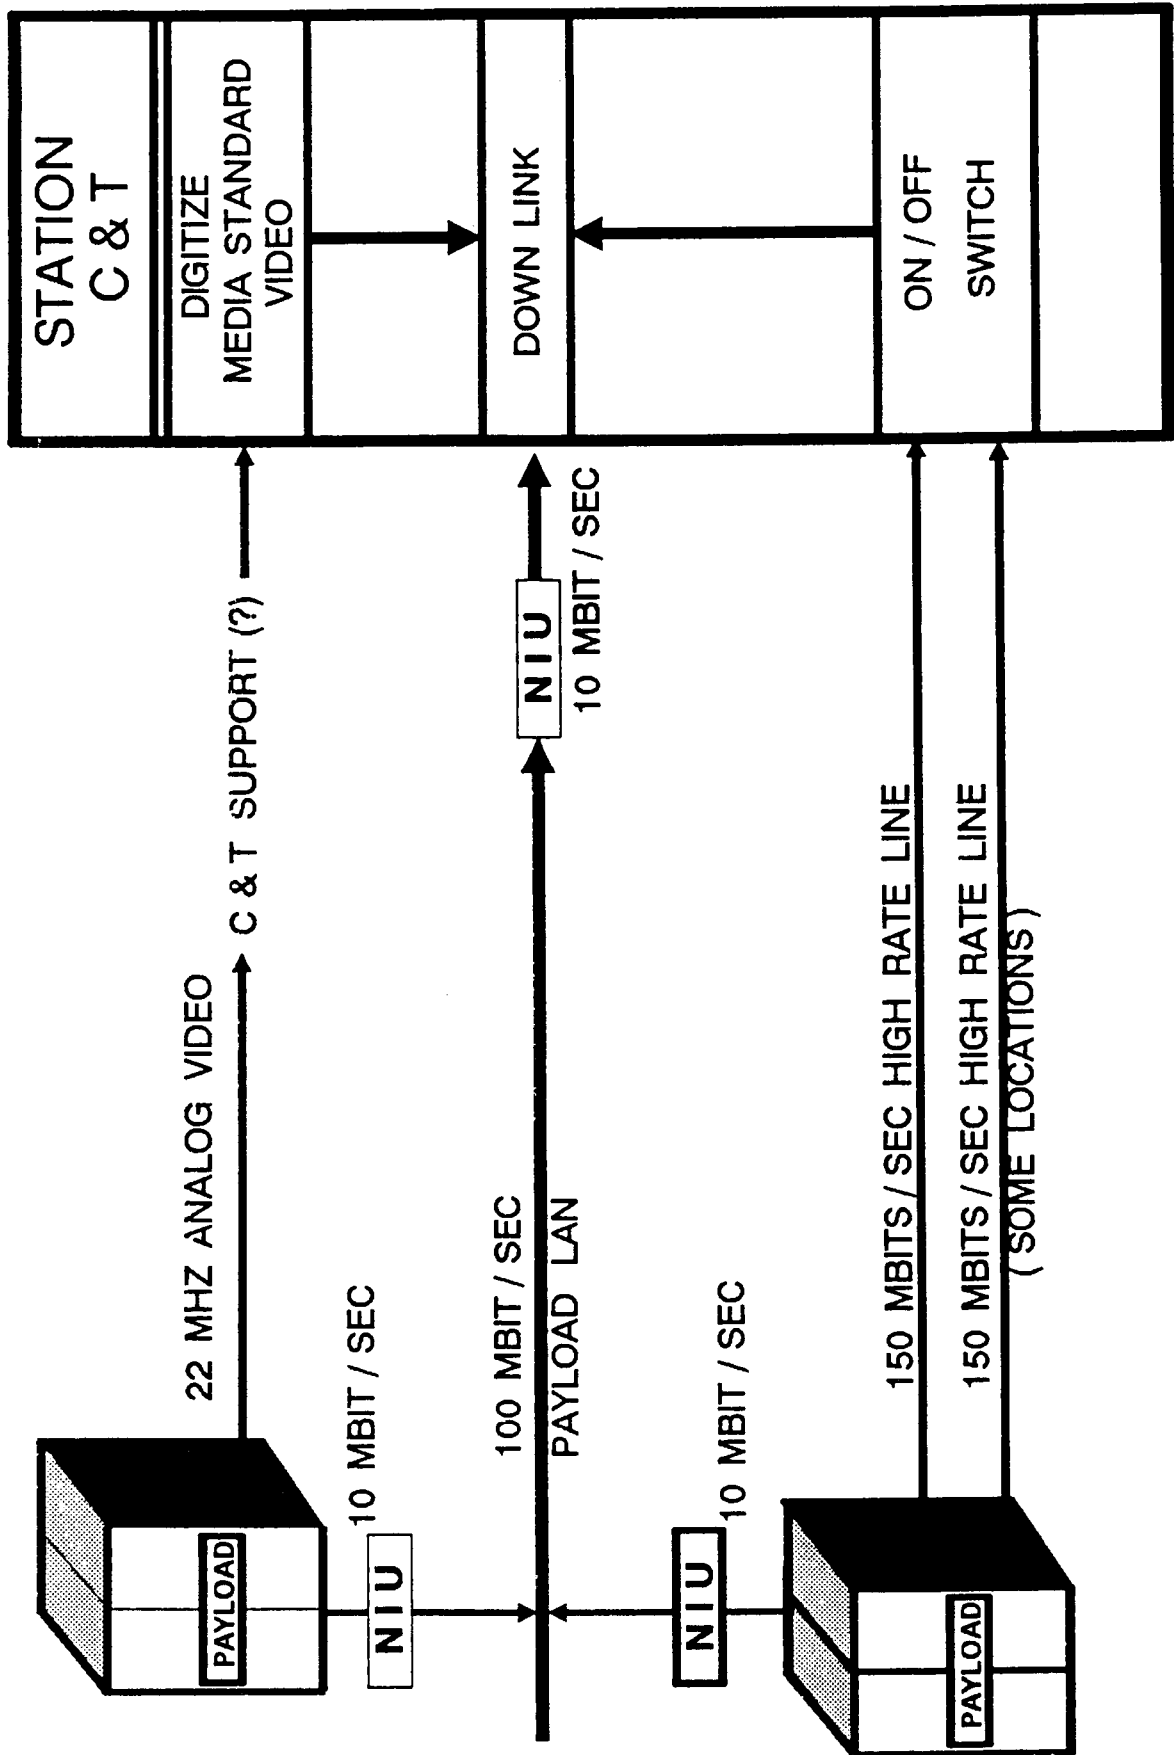 STATION
C & T
DIGITIZE
MEDIA STANDARD
VIDEO
DOWN LINK
ON / OFF
SWITCH
22 MHZ ANALOG VIDEO
C & T SUPPORT (?)
PAYLOAD
10 MBIT / SEC
NIU
100 MBIT / SEC
PAYLOAD LAN
NIU
10 MBIT / SEC
10 MBIT / SEC
NIU
PAYLOAD
150 MBITS / SEC HIGH RATE LINE
150 MBITS / SEC HIGH RATE LINE
( SOME LOCATIONS )